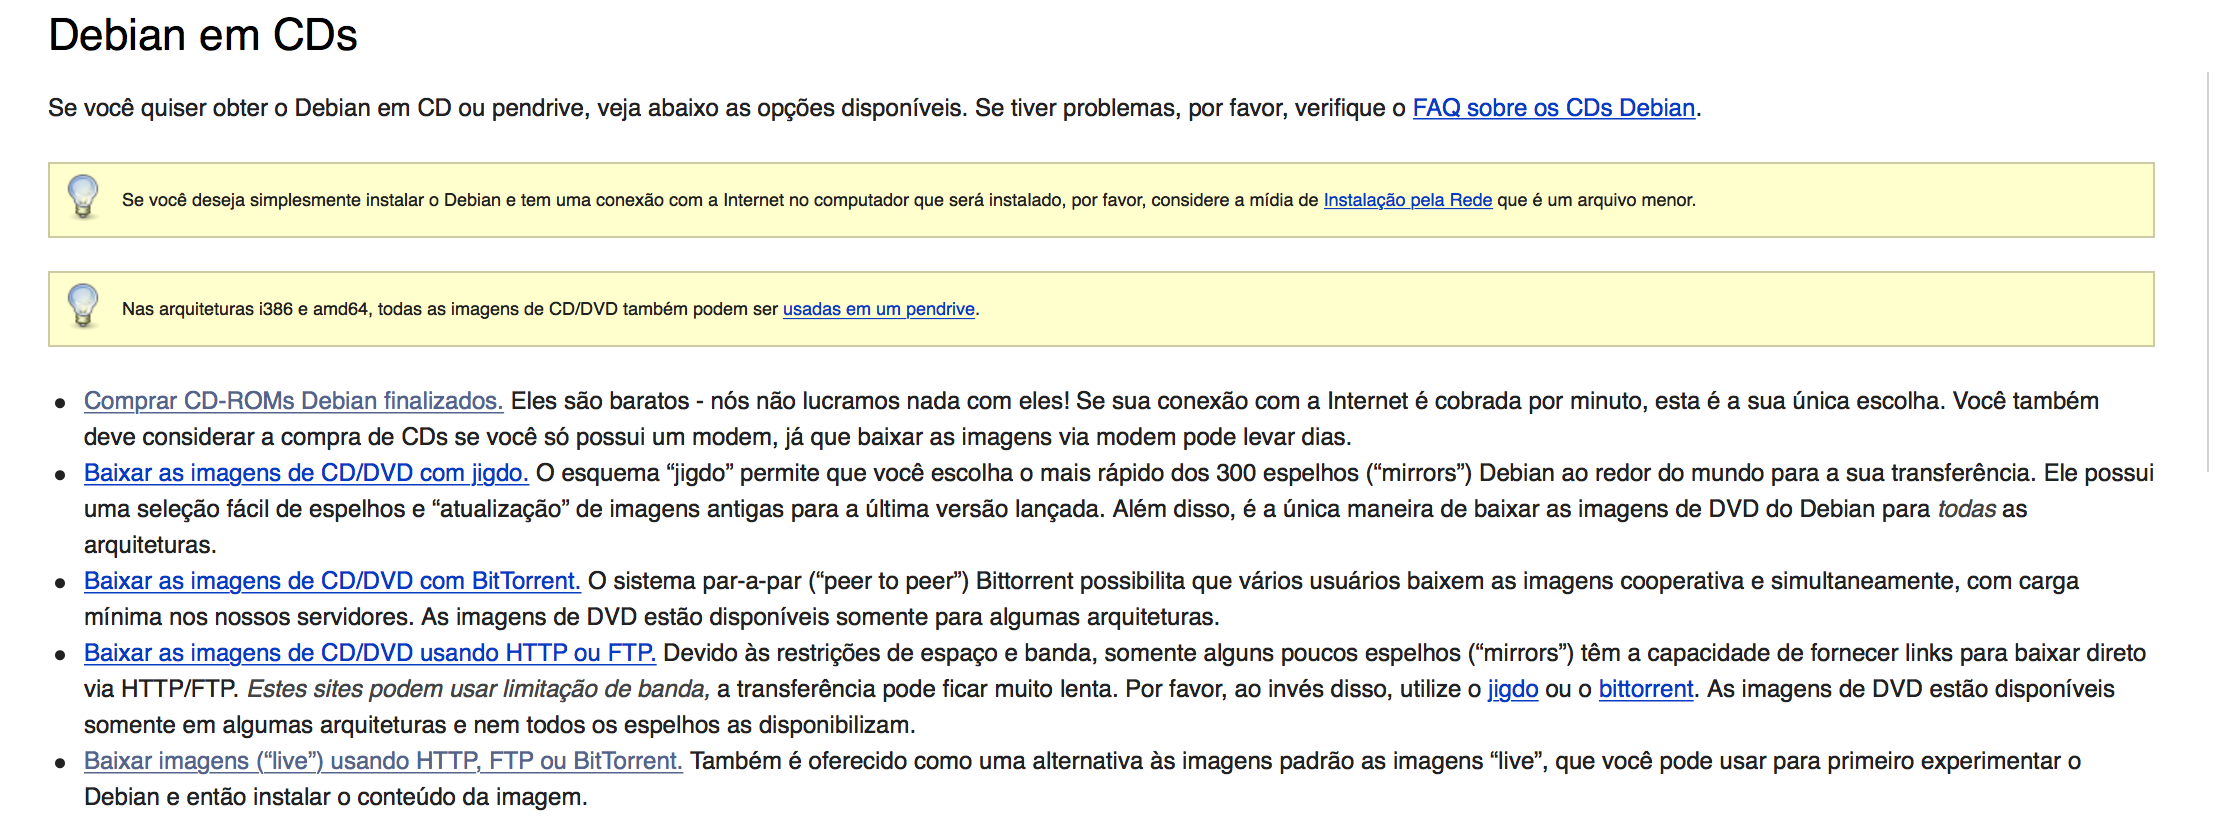 Debian em CDs
Se você quiser obter o Debian em CD ou pendrive, veja abaixo as opções disponíveis. Se tiver problemas, por favor, verifique o FAQ sobre os CDs Debian.
Se você deseja simplesmente instalar o Debian e tem uma conexão com a Internet no computador que será instalado, por favor, considere a mídia de Instalação pela Rede que é um arquivo menor.
Nas arquiteturas i386 e amd64, todas as imagens de CD/DVD também podem ser usadas em um pendrive.
• Comprar CD-ROMs Debian finalizados. Eles são baratos - nós não lucramos nada com eles! Se sua conexão com a Internet é cobrada por minuto, esta é a sua única escolha. Você também
deve considerar a compra de CDs se você só possui um modem, já que baixar as imagens via modem pode levar dias.
• Baixar as imagens de CD/DVD com jigdo. O esquema “jigdo” permite que você escolha o mais rápido dos 300 espelhos (“mirrors”) Debian ao redor do mundo para a sua transferência. Ele possui
uma seleção fácil de espelhos e “atualização” de imagens antigas para a última versão lançada. Além disso, é a única maneira de baixar as imagens de DVD do Debian para todas as
arquiteturas.
• Baixar as imagens de CD/DVD com BitTorrent. O sistema par-a-par (“peer to peer”) Bittorrent possibilita que vários usuários baixem as imagens cooperativa e simultaneamente, com carga
mínima nos nossos servidores. As imagens de DVD estão disponíveis somente para algumas arquiteturas.
• Baixar as imagens de CD/DVD usando HTTP ou FTP. Devido às restrições de espaço e banda, somente alguns poucos espelhos (“mirrors”) têm a capacidade de fornecer links para baixar direto
via HTTP/FTP. Estes sites podem usar limitação de banda, a transferência pode ficar muito lenta. Por favor, ao invés disso, utilize o jigdo ou o bittorrent. As imagens de DVD estão disponíveis
somente em algumas arquiteturas e nem todos os espelhos as disponibilizam.
• Baixar imagens (“live”) usando HTTP, FTP ou BitTorrent. Também é oferecido como uma alternativa às imagens padrão as imagens “live”, que você pode usar para primeiro experimentar o
Debian e então instalar o conteúdo da imagem.